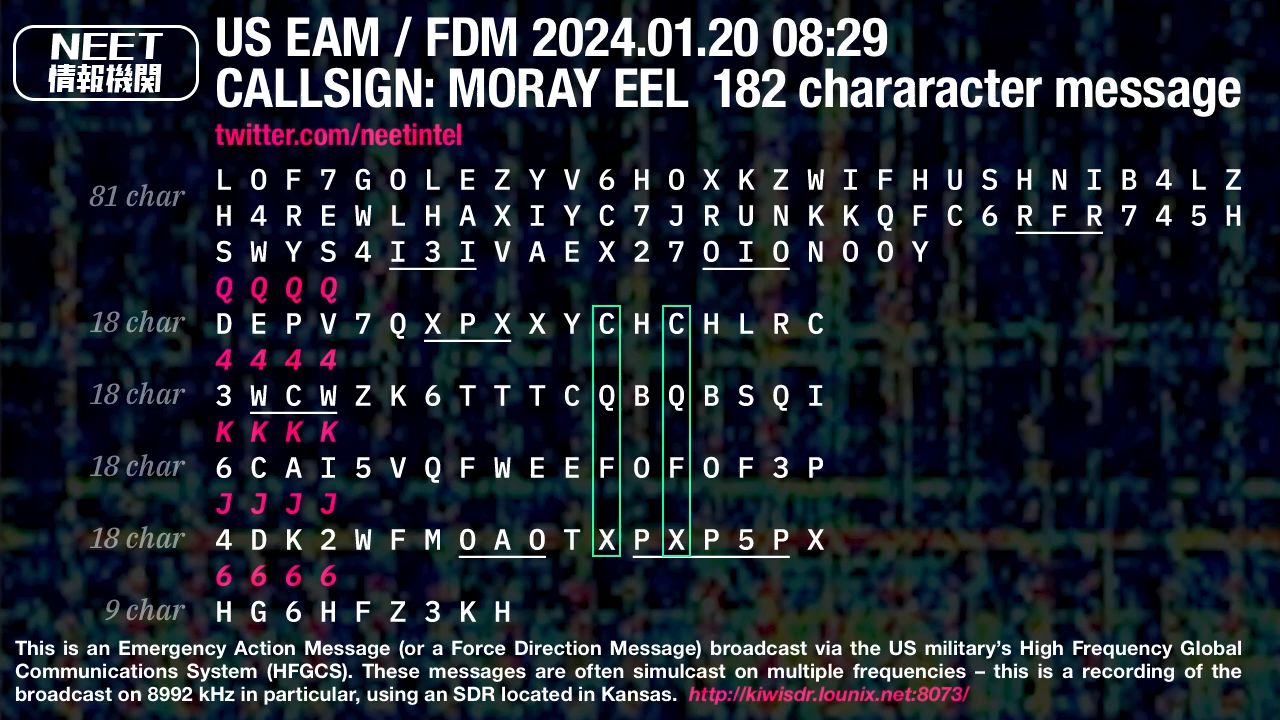 NEET
情報機関
US EAM / FDM 2024.01.20 08:29
CALLSIGN: MORAY EEL 182 chararacter message
twitter.com/neetintel
81 char
L O F 7 G O L E Z Y V 6 H O X K Z W I F H U S H N I B 4 L Z
H 4 R E W L H A X I Y C 7 J R U N K K Q F C 6 R F R 7 4 5 H
S W Y S 4 I 3 I V A E X 2 7 O I O N O O Y
Q Q Q Q
18 char
D E P V 7 Q X P X X Y C H C H L R C
4 4 4 4
18 char
3 W C W Z K 6 T T T C Q B Q B S Q I
K K K K
18 char
6 C A I 5 V Q F W E E F O F O F 3 P
J J J J
18 char
4 D K 2 W F M O A O T X P X P 5 P X
6 6 6 6
9 char
H G 6 H F Z 3 K H
This is an Emergency Action Message (or a Force Direction Message) broadcast via the US military's High Frequency Global
Communications System (HFGCS). These messages are often simulcast on multiple frequencies – this is a recording of the
broadcast on 8992 kHz in particular, using an SDR located in Kansas. http://kiwisdr.lounix.net:8073/